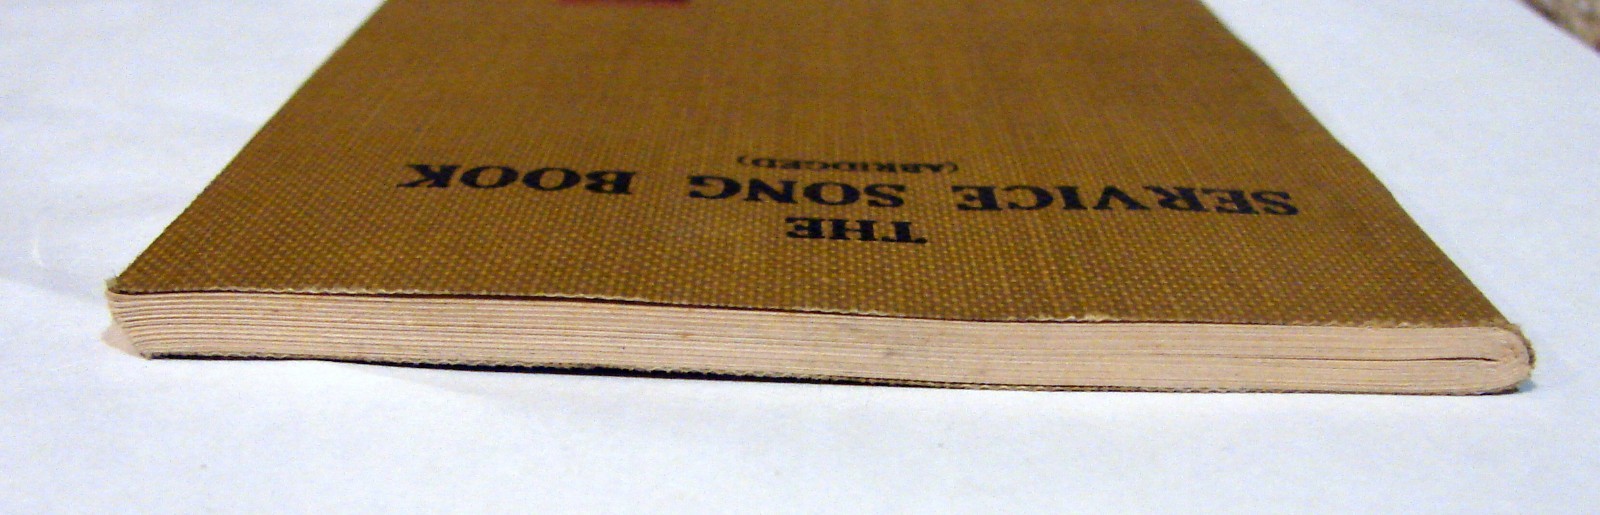 THE
SERVICE SONG BOOK
(ABRIDGED)